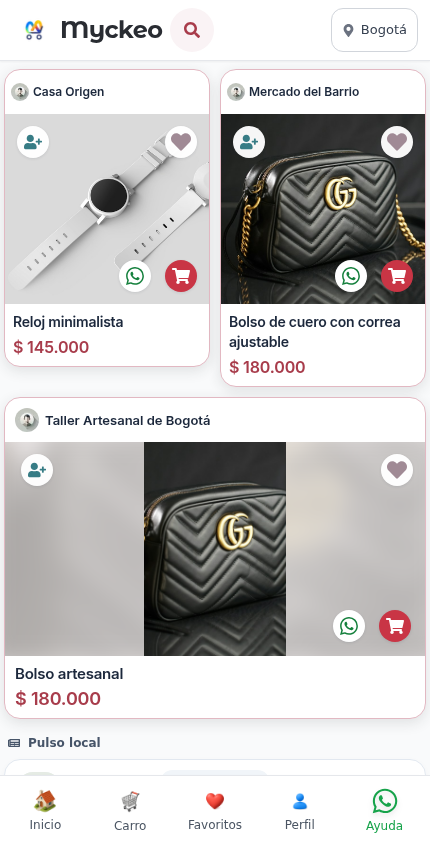 Myckeo
Bogotá
Casa Origen
Mercado del Barrio
Reloj minimalista
$ 145.000
Bolso de cuero con correa
ajustable
$ 180.000
Taller Artesanal de Bogotá
Bolso artesanal
$ 180.000
Pulso local
Inicio
Carro
Favoritos
Perfil
Ayuda